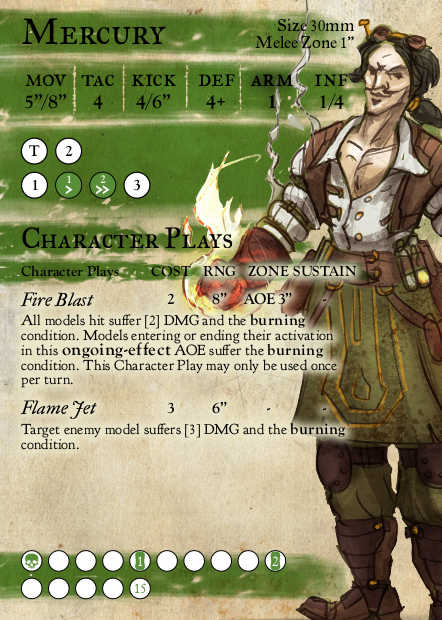 Mercury
Size 30mm
Melee Zone 1"
MOV TAC KICK DEF ARM INF
5"/8" 4 4/6" 4+ 1 1/4
T 2
1 1 > 2 >> 3
Character Plays
Character Plays COST RNG ZONE SUSTAIN
Fire Blast 2 8" AOE 3" -
All models hit suffer [2] DMG and the burning
condition. Models entering or ending their activation
in this ongoing-effect AOE suffer the burning
condition. This Character Play may only be used once
per turn.
Flame Jet 3 6" - -
Target enemy model suffers [3] DMG and the burning
condition.
1 2
15